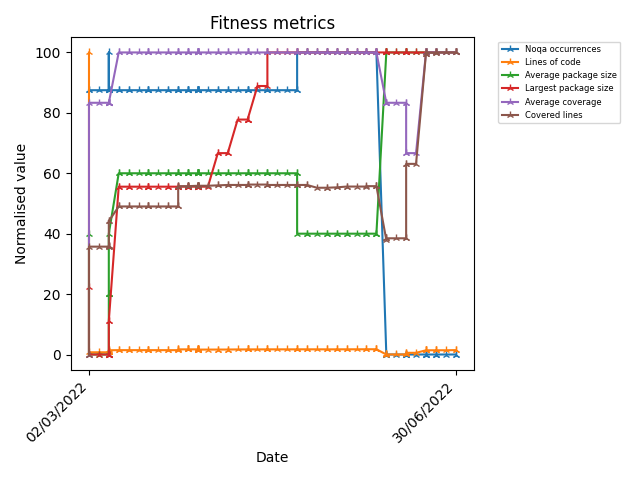 Fitness metrics
Normalised value
100
80
60
40
20
0
02/03/2022
30/06/2022
Date
Noqa occurrences
Lines of code
Average package size
Largest package size
Average coverage
Covered lines